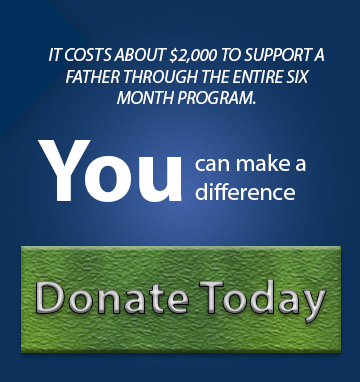 IT COSTS ABOUT $2,000 TO SUPPORT A
FATHER THROUGH THE ENTIRE SIX
MONTH PROGRAM.
You can make a
difference
Donate Today